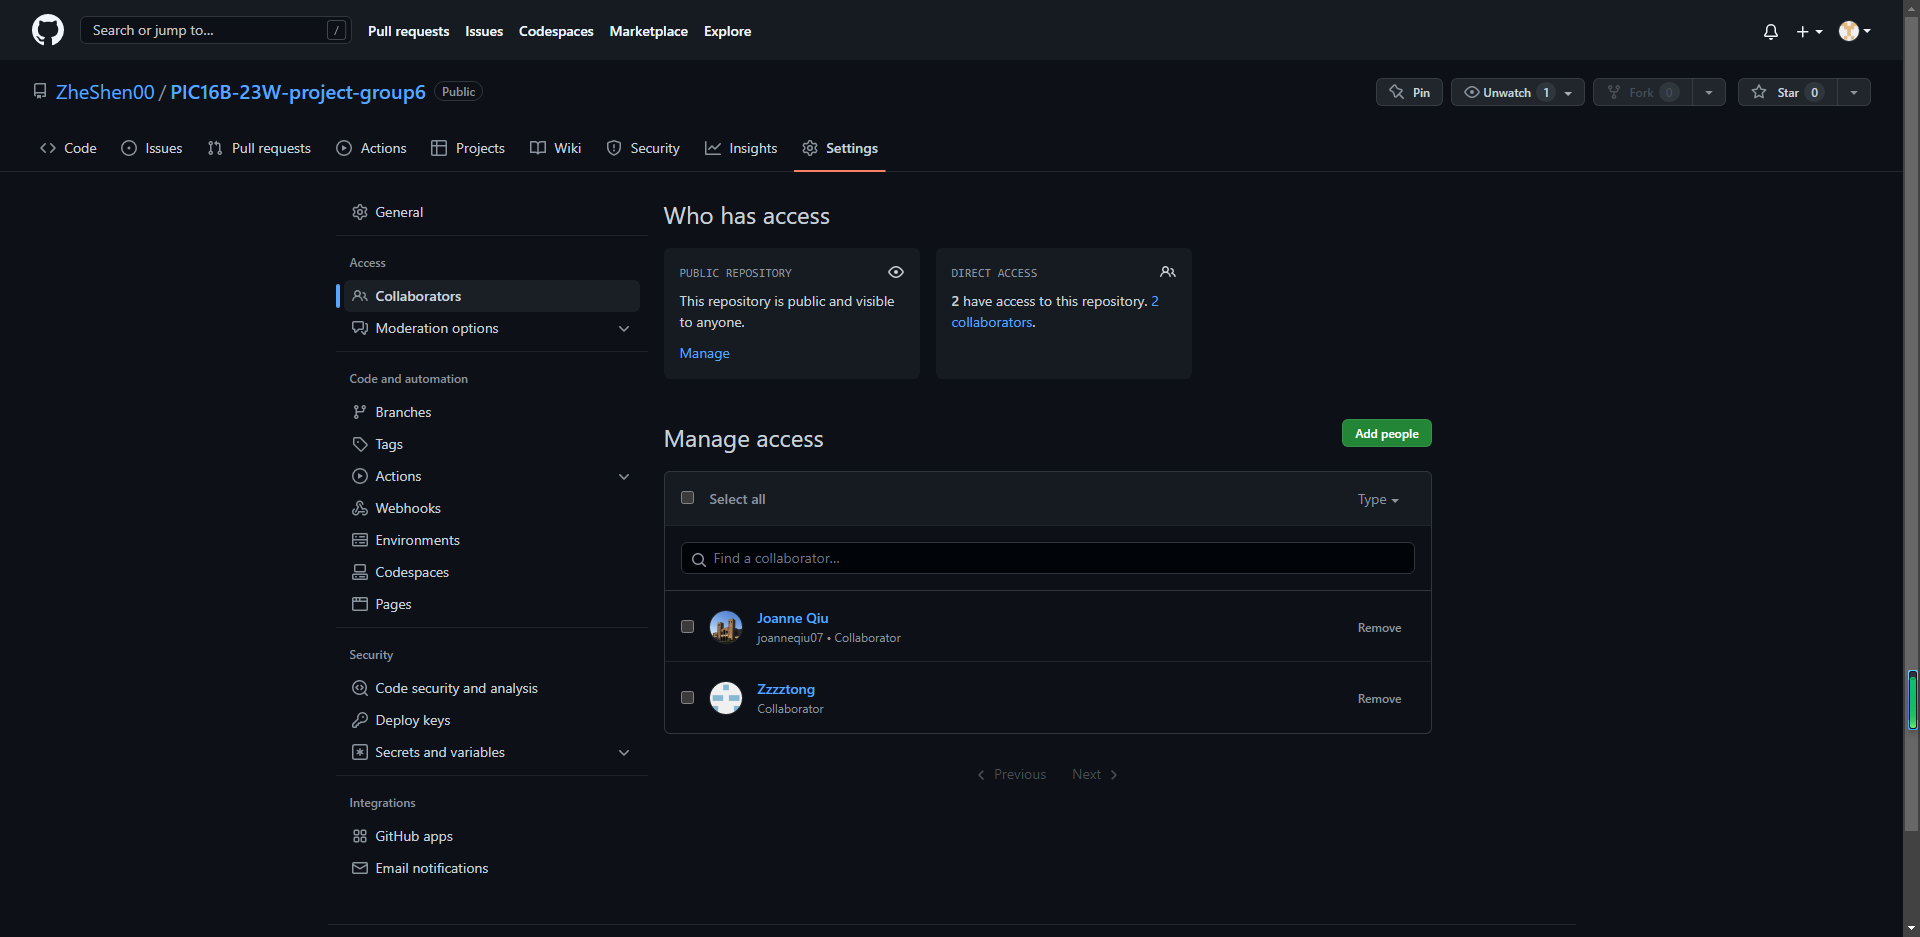 Search or jump to... /
Pull requests Issues Codespaces Marketplace Explore
ZheShen00 / PIC16B-23W-project-group6 Public
Pin Unwatch 1 Fork 0 Star 0
Code Issues Pull requests Actions Projects Wiki Security Insights Settings
General
Access
Collaborators
Moderation options
Code and automation
Branches
Tags
Actions
Webhooks
Environments
Codespaces
Pages
Security
Code security and analysis
Deploy keys
Secrets and variables
Integrations
GitHub apps
Email notifications
Who has access
PUBLIC REPOSITORY
This repository is public and visible
to anyone.
Manage
DIRECT ACCESS
2 have access to this repository. 2
collaborators.
Manage access
Add people
Select all Type
Find a collaborator...
Joanne Qiu
joanneqiu07 • Collaborator
Remove
Zzzztong
Collaborator
Remove
Previous Next